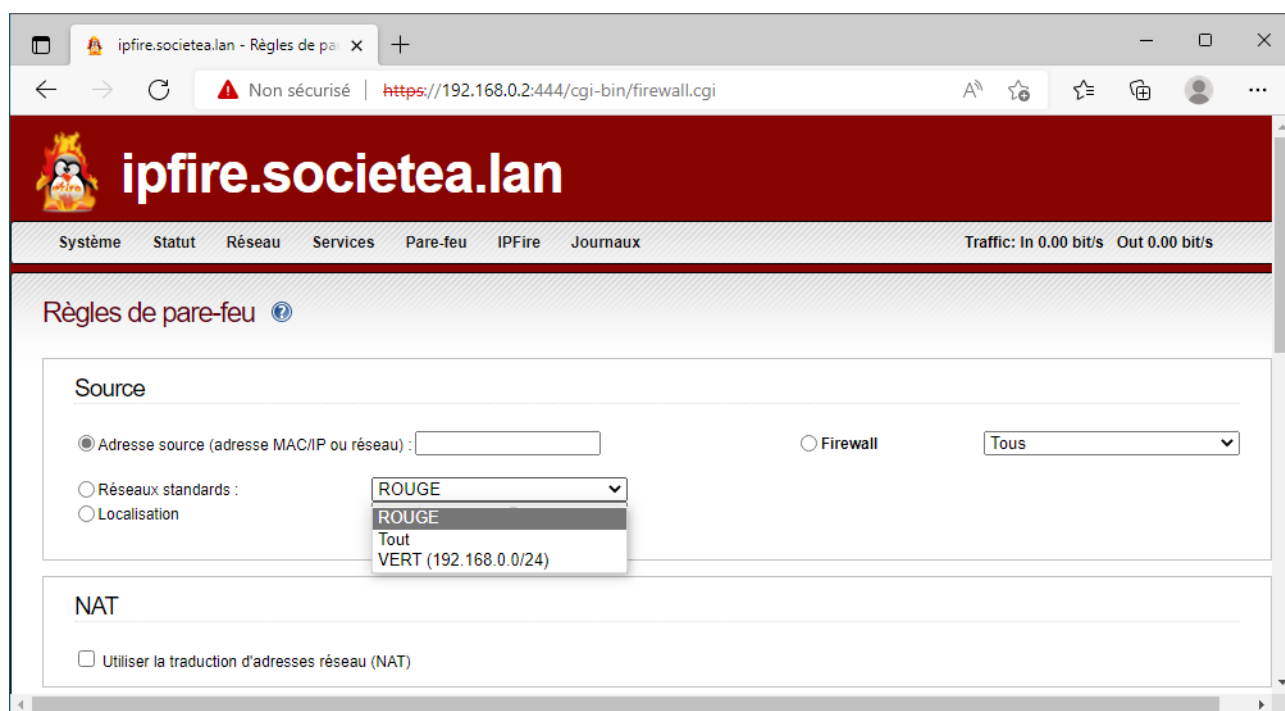 ipfire.societea.lan - Règles de pa
Non sécurisé | https://192.168.0.2:444/cgi-bin/firewall.cgi
ipfire.societea.lan
Système Statut Réseau Services Pare-feu IPFire Journaux Traffic: In 0.00 bit/s Out 0.00 bit/s
Règles de pare-feu
Source
Adresse source (adresse MAC/IP ou réseau) : Firewall Tous
Réseaux standards : ROUGE
Localisation ROUGE
Tout
VERT (192.168.0.0/24)
NAT
Utiliser la traduction d'adresses réseau (NAT)